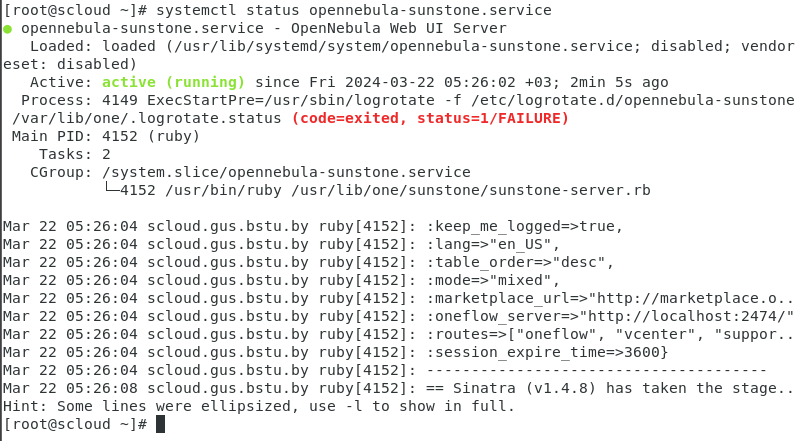 [root@scloud ~]# systemctl status opennebula-sunstone.service
● opennebula-sunstone.service - OpenNebula Web UI Server
   Loaded: loaded (/usr/lib/systemd/system/opennebula-sunstone.service; disabled; vendor
eset: disabled)
   Active: active (running) since Fri 2024-03-22 05:26:02 +03; 2min 5s ago
  Process: 4149 ExecStartPre=/usr/sbin/logrotate -f /etc/logrotate.d/opennebula-sunstone
 /var/lib/one/.logrotate.status (code=exited, status=1/FAILURE)
 Main PID: 4152 (ruby)
    Tasks: 2
   CGroup: /system.slice/opennebula-sunstone.service
           └─4152 /usr/bin/ruby /usr/lib/one/sunstone/sunstone-server.rb

Mar 22 05:26:04 scloud.gus.bstu.by ruby[4152]: :keep_me_logged=>true,
Mar 22 05:26:04 scloud.gus.bstu.by ruby[4152]: :lang=>"en_US",
Mar 22 05:26:04 scloud.gus.bstu.by ruby[4152]: :table_order=>"desc",
Mar 22 05:26:04 scloud.gus.bstu.by ruby[4152]: :mode=>"mixed",
Mar 22 05:26:04 scloud.gus.bstu.by ruby[4152]: :marketplace_url=>"http://marketplace.o..
Mar 22 05:26:04 scloud.gus.bstu.by ruby[4152]: :oneflow_server=>"http://localhost:2474/"
Mar 22 05:26:04 scloud.gus.bstu.by ruby[4152]: :routes=>["oneflow", "vcenter", "suppor..
Mar 22 05:26:04 scloud.gus.bstu.by ruby[4152]: :session_expire_time=>3600}
Mar 22 05:26:04 scloud.gus.bstu.by ruby[4152]: --------------------------------------
Mar 22 05:26:08 scloud.gus.bstu.by ruby[4152]: == Sinatra (v1.4.8) has taken the stage..
Hint: Some lines were ellipsized, use -l to show in full.
[root@scloud ~]#